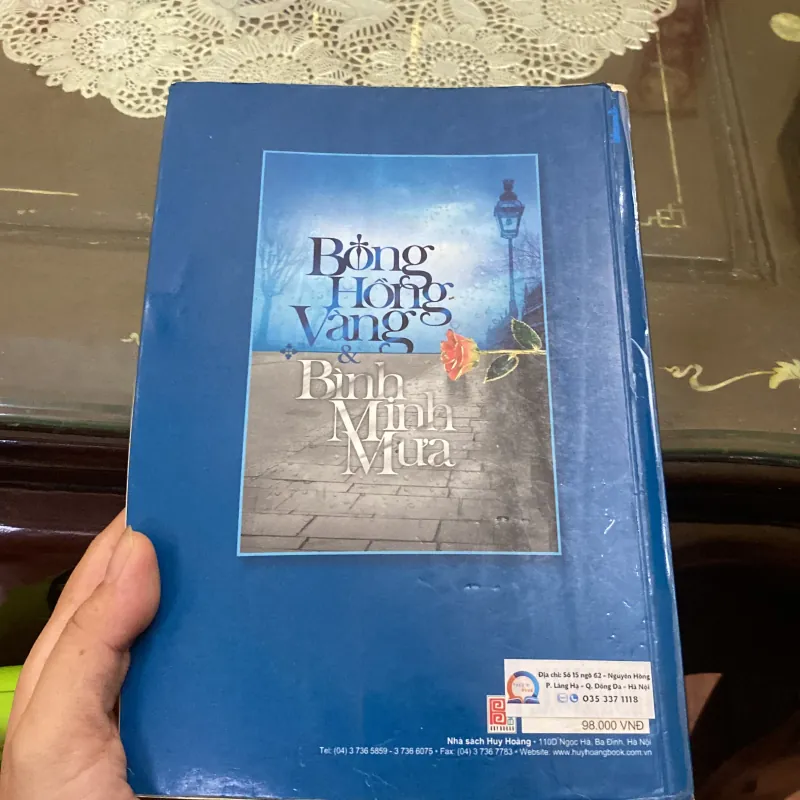 Bông
Hồng
Vàng
&
Bình
Minh
Mưa
Địa chỉ: Số 15 ngõ 62 - Nguyên Hồng
P. Láng Hạ - Q. Đống Đa - Hà Nội
035 337 1118
98.000 VNĐ
Nhà sách Huy Hoàng • 110D Ngọc Hà, Ba Đình, Hà Nội
Tel: (04) 3 736 5859 - 3 736 6075 • Fax: (04) 3 736 7783 • Website: www.huyhoangbook.com.vn